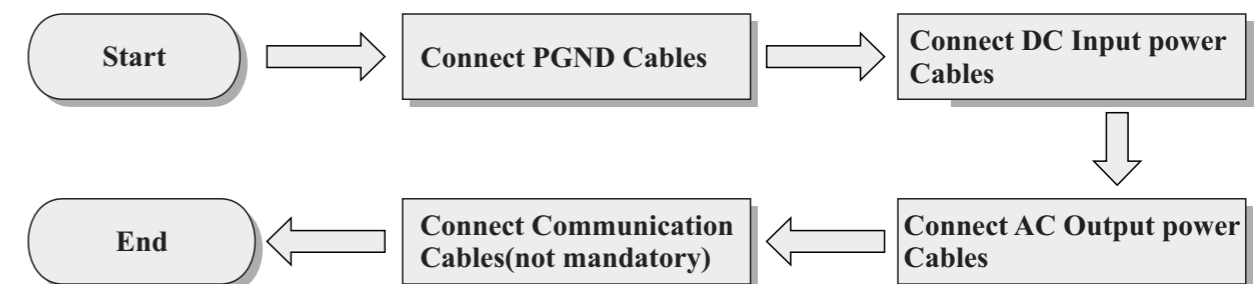 Start
Connect PGND Cables
Connect DC Input power
Cables
Connect AC Output power
Cables
Connect Communication
Cables(not mandatory)
End